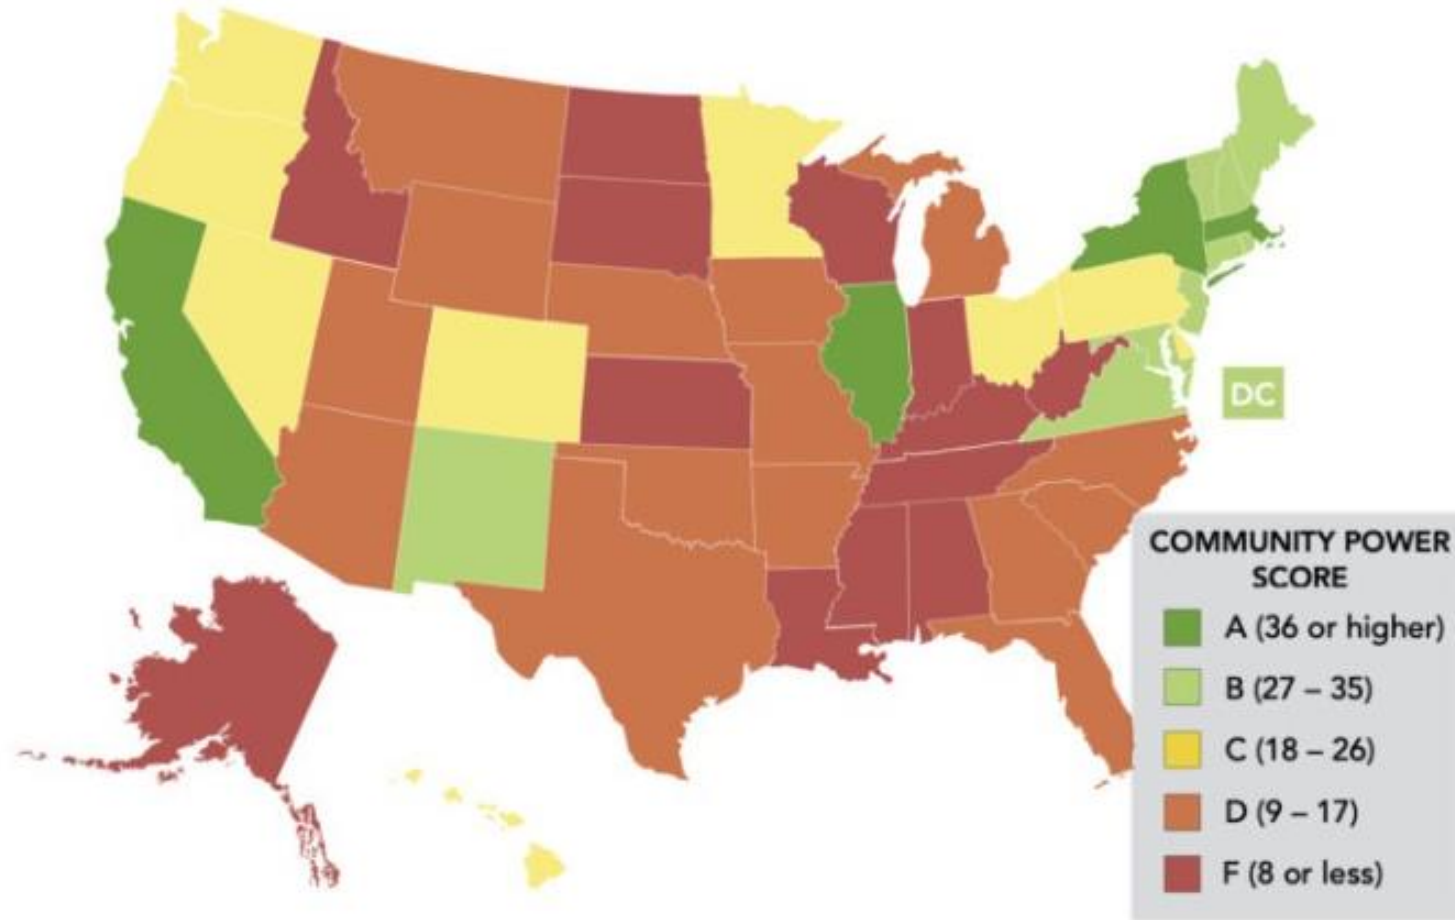 DC
COMMUNITY POWER
SCORE
A (36 or higher)
B (27 – 35)
C (18 – 26)
D (9 – 17)
F (8 or less)